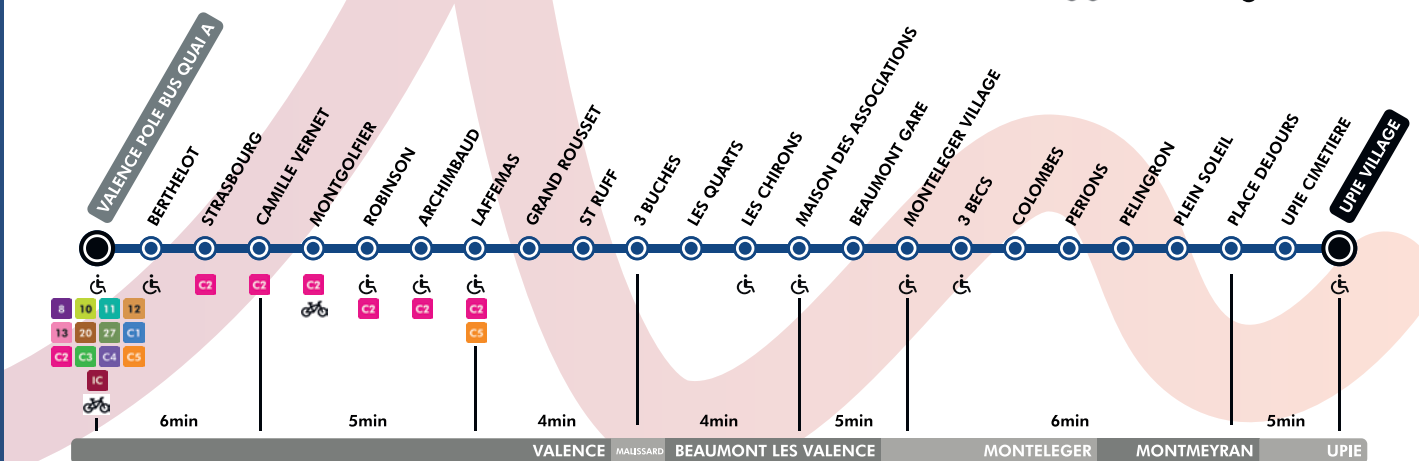 VALENCE POLE BUS QUAI A
BERTHELOT
STRASBOURG
CAMILLE VERNET
MONTGOLFIER
ROBINSON
ARCHIMBAUD
LAFFEMAS
GRAND ROUSSET
ST RUFF
3 BUCHES
LES QUARTS
LES CHIRONS
MAISON DES ASSOCIATIONS
BEAUMONT GARE
MONTELEGER VILLAGE
3 BECS
COLOMBES
PERIONS
PELINGRON
PLEIN SOLEIL
PLACE DEJOURS
UPIE CIMETIERE
UPIE VILLAGE
C2 C2 C2
8 10 11 12 C2 C2 C2
13 20 27 C1 C5
C2 C3 C4 C5
IC
6min 5min 4min 4min 5min 6min 5min
VALENCE MALISSARD BEAUMONT LES VALENCE MONTELEGER MONTMEYRAN UPIE